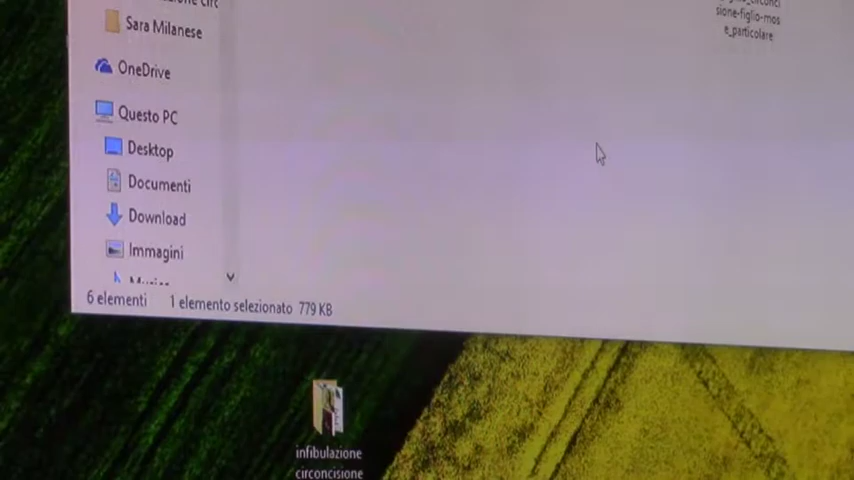 Sara Milanese
OneDrive
Questo PC
Desktop
Documenti
Download
Immagini
6 elementi 1 elemento selezionato 779 KB
sione-figlio-mos
e_particolare
infibulazione
circoncisione